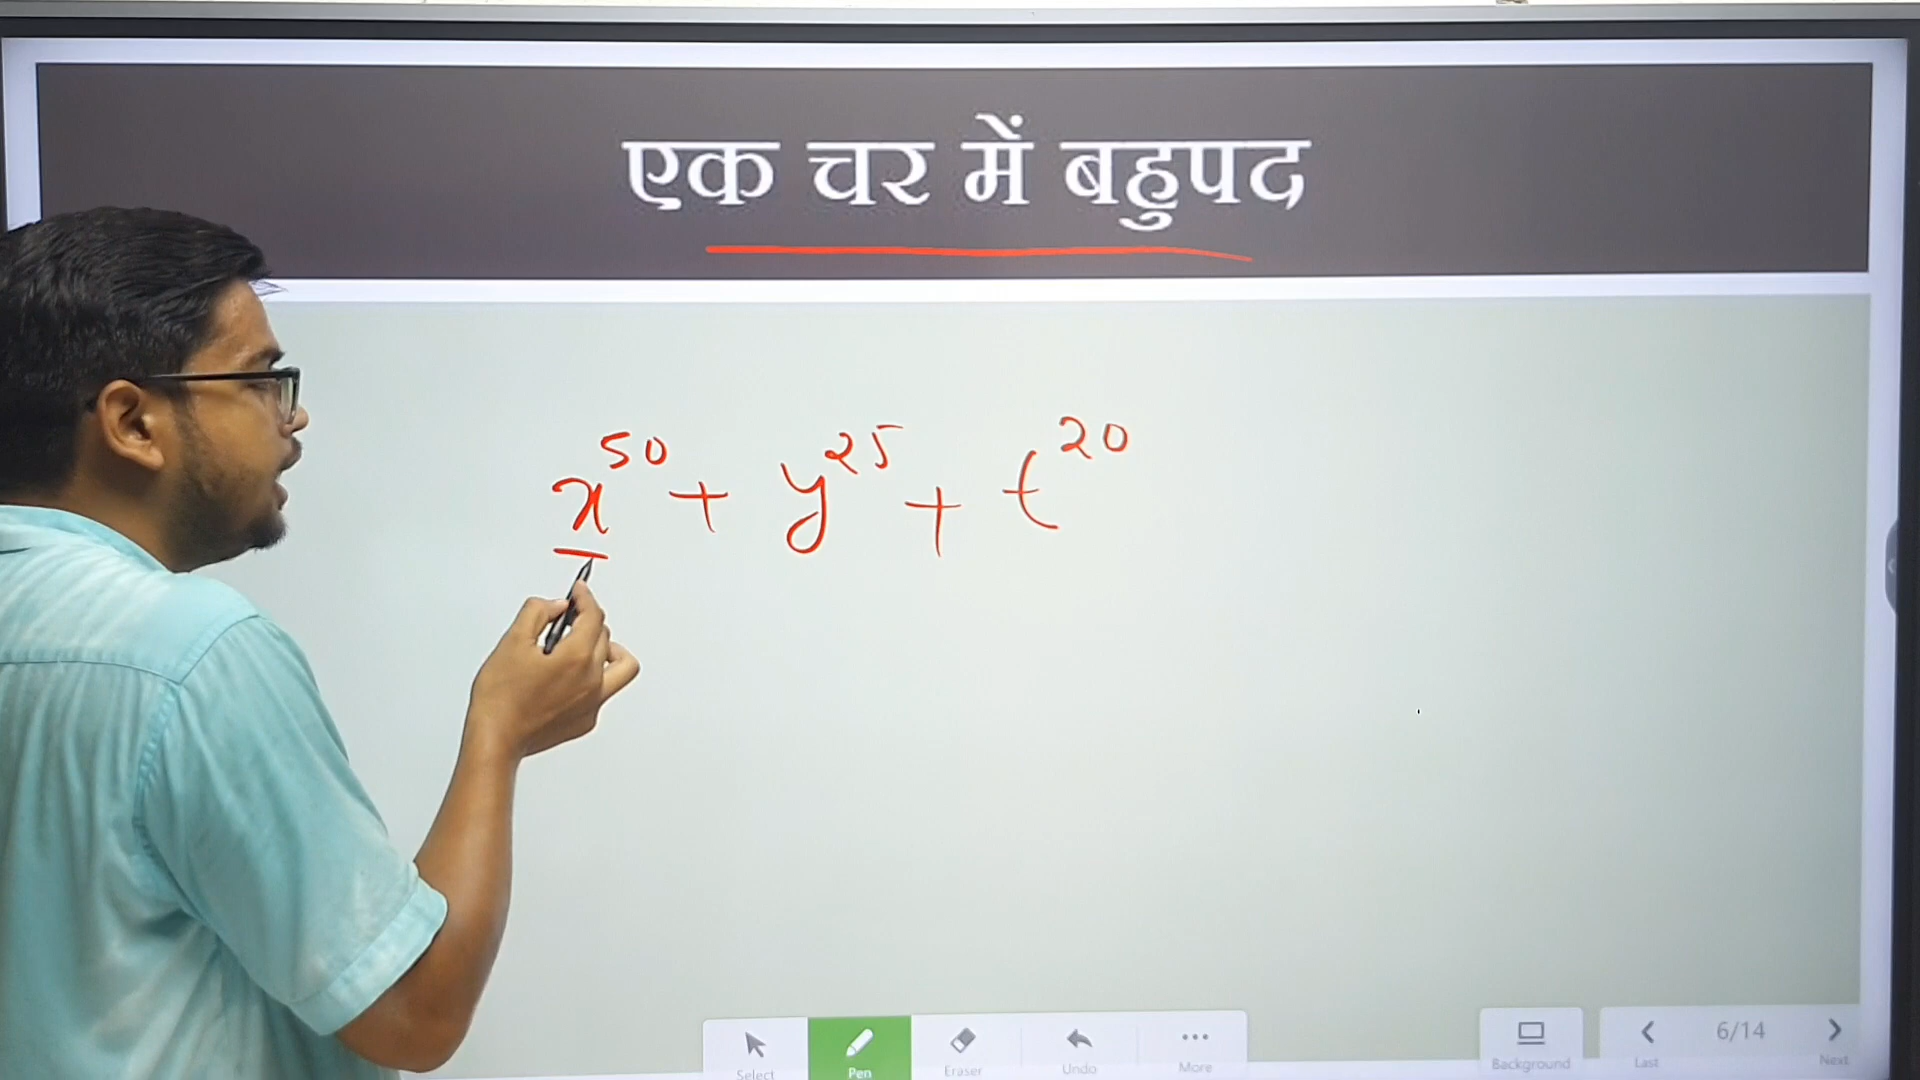 एक चर में बहुपद
x^50 + y^25 + t^20
Select Pen Eraser Undo More
Background
Last 6/14 Next